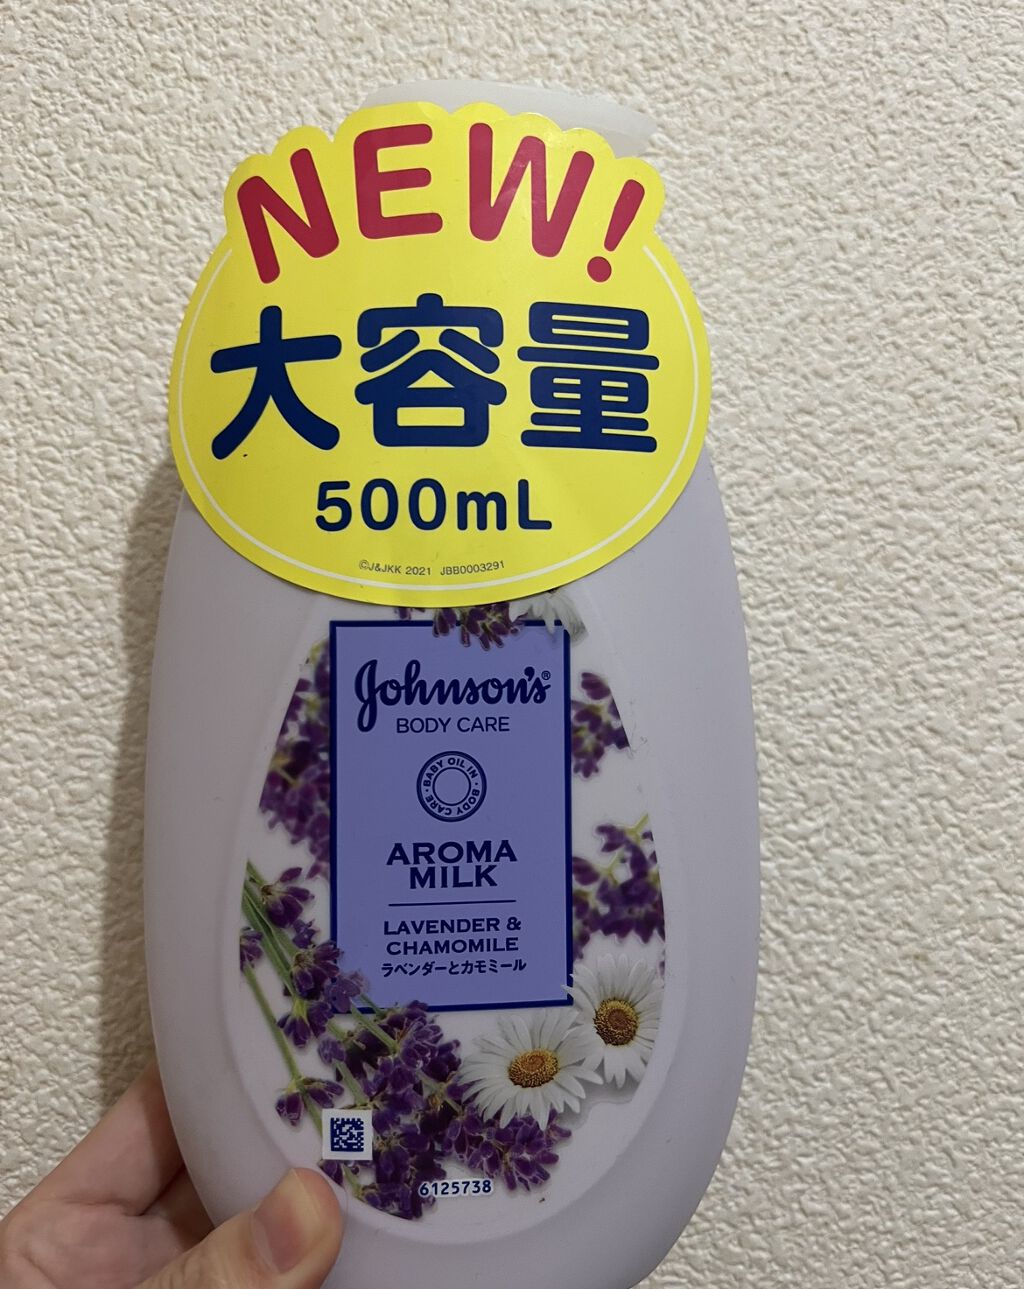 NEW!
大容量
500mL
©J&JKK 2021 JBB0003291
Johnson's®
BODY CARE
BABY OIL IN · BODY CARE ·
AROMA
MILK
LAVENDER &
CHAMOMILE
ラベンダーとカモミール
6125738